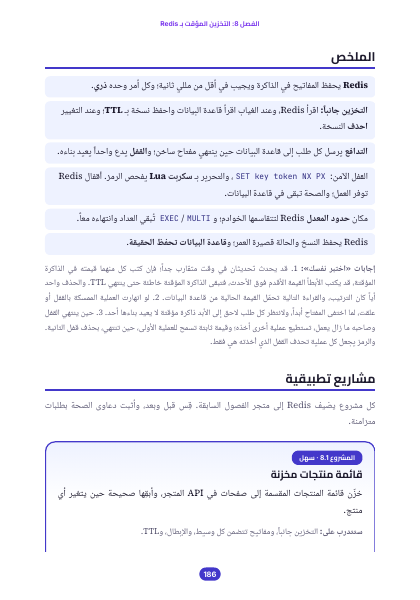 الفصل 8: التخزين المؤقت بـ Redis
الملخص
Redis يحفظ المفاتيح في الذاكرة ويجيب في أقل من مللي ثانية؛ وكل أمر وحده ذري.
التخزين جانباً: اقرأ Redis، وعند الغياب اقرأ قاعدة البيانات واحفظ نسخة بـ TTL؛ وعند التغيير
احذف النسخة.
التدافع يرسل كل طلب إلى قاعدة البيانات حين ينتهي مفتاح ساخن؛ والقفل يدع واحداً يعيد بناءه.
القفل الآمن: SET key token NX PX، والتحرير بـ سكربت Lua يفحص الرمز. أقفال Redis
توفر العمل؛ والصحة تبقى في قاعدة البيانات.
مكان حدود المعدل Redis لتتقاسمها الخوادم؛ و MULTI / EXEC تُبقي العداد وانتهاءه معاً.
Redis يحفظ النسخ والحالة قصيرة العمر؛ وقاعدة البيانات تحفظ الحقيقة.
إجابات «اختبر نفسك»: 1. قد يحدث تحديثان في وقت متقارب جداً؛ فإن كتب كل منهما قيمته في الذاكرة
المؤقتة، قد يكتب الأبطأ القيمة الأقدم فوق الأحدث، فتبقى الذاكرة المؤقتة خاطئة حتى ينتهي TTL. والحذف واحد
أياً كان الترتيب، والقراءة التالية تحمّل القيمة الحالية من قاعدة البيانات. 2. لو انهارت العملية الممسكة بالقفل أو
علقت، لما اختفى المفتاح أبداً، ولانتظر كل طلب لاحق إلى الأبد ذاكرة مؤقتة لا يعيد بناءها أحد. 3. حين ينتهي القفل
وصاحبه ما زال يعمل، تستطيع عملية أخرى أخذه؛ وقيمة ثابتة تسمح للعملية الأولى، حين تنتهي، بحذف قفل الثانية.
والرمز يجعل كل عملية تحذف القفل الذي أخذته هي فقط.
مشاريع تطبيقية
كل مشروع يضيف Redis إلى متجر الفصول السابقة. قِس قبل وبعد، وأثبت دعاوى الصحة بطلبات
متزامنة.
المشروع 8.1 · سهل
قائمة منتجات مخزنة
خزّن قائمة المنتجات المقسمة إلى صفحات في API المتجر، وأبقِها صحيحة حين يتغير أي
منتج.
ستتدرب على: التخزين جانباً، ومفاتيح تتضمن كل وسيط، والإبطال، وTTL.
186